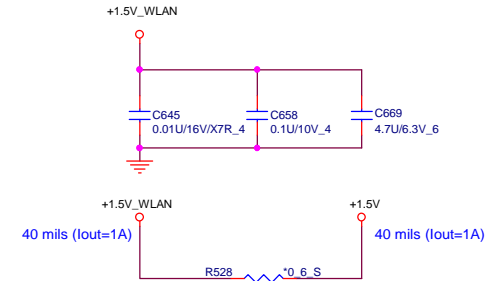 +1.5V_WLAN
C645
0.01U/16V/X7R_4
C658
0.1U/10V_4
C669
4.7U/6.3V_6
+1.5V_WLAN
+1.5V
40 mils (Iout=1A)
40 mils (Iout=1A)
R528
*0_6_S